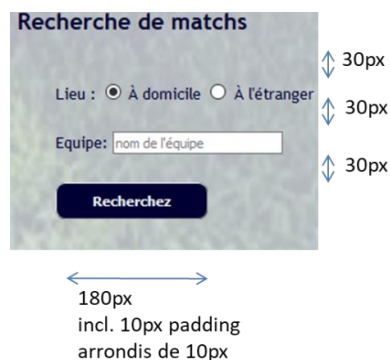 Recherche de matchs
30px
Lieu : À domicile À l'étranger
30px
Equipe: nom de l'équipe
30px
Recherchez
180px
incl. 10px padding
arrondis de 10px